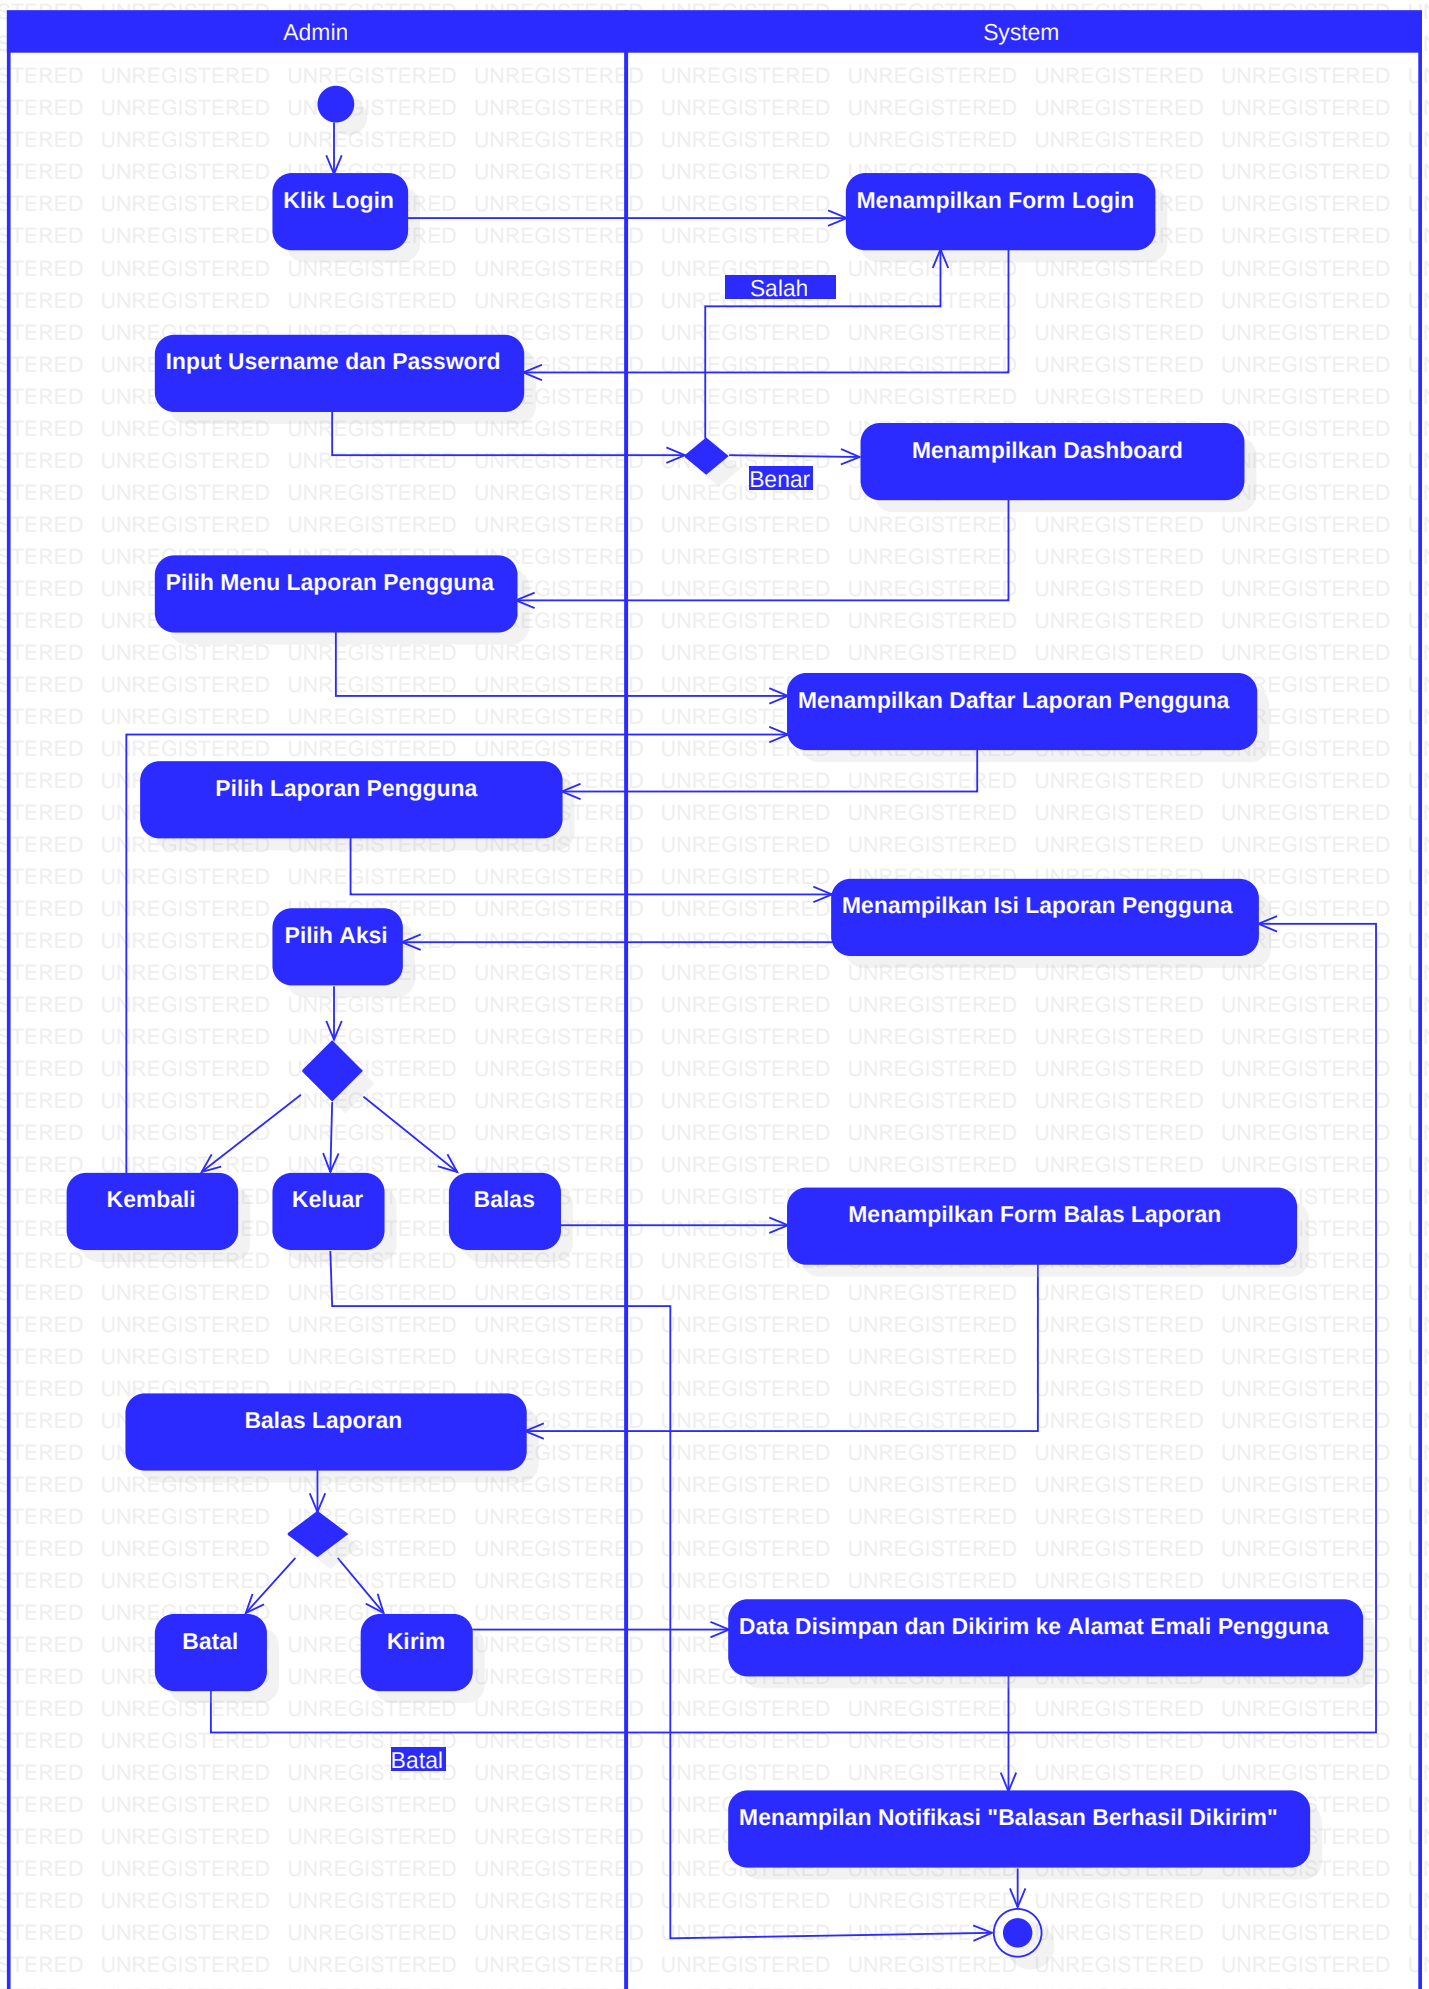 Admin
System
Klik Login
Menampilkan Form Login
Salah
Input Username dan Password
Menampilkan Dashboard
Benar
Pilih Menu Laporan Pengguna
Menampilkan Daftar Laporan Pengguna
Pilih Laporan Pengguna
Menampilkan Isi Laporan Pengguna
Pilih Aksi
Kembali
Keluar
Balas
Menampilkan Form Balas Laporan
Balas Laporan
Batal
Kirim
Data Disimpan dan Dikirim ke Alamat Emali Pengguna
Batal
Menampilan Notifikasi "Balasan Berhasil Dikirim"
UNREGISTERED